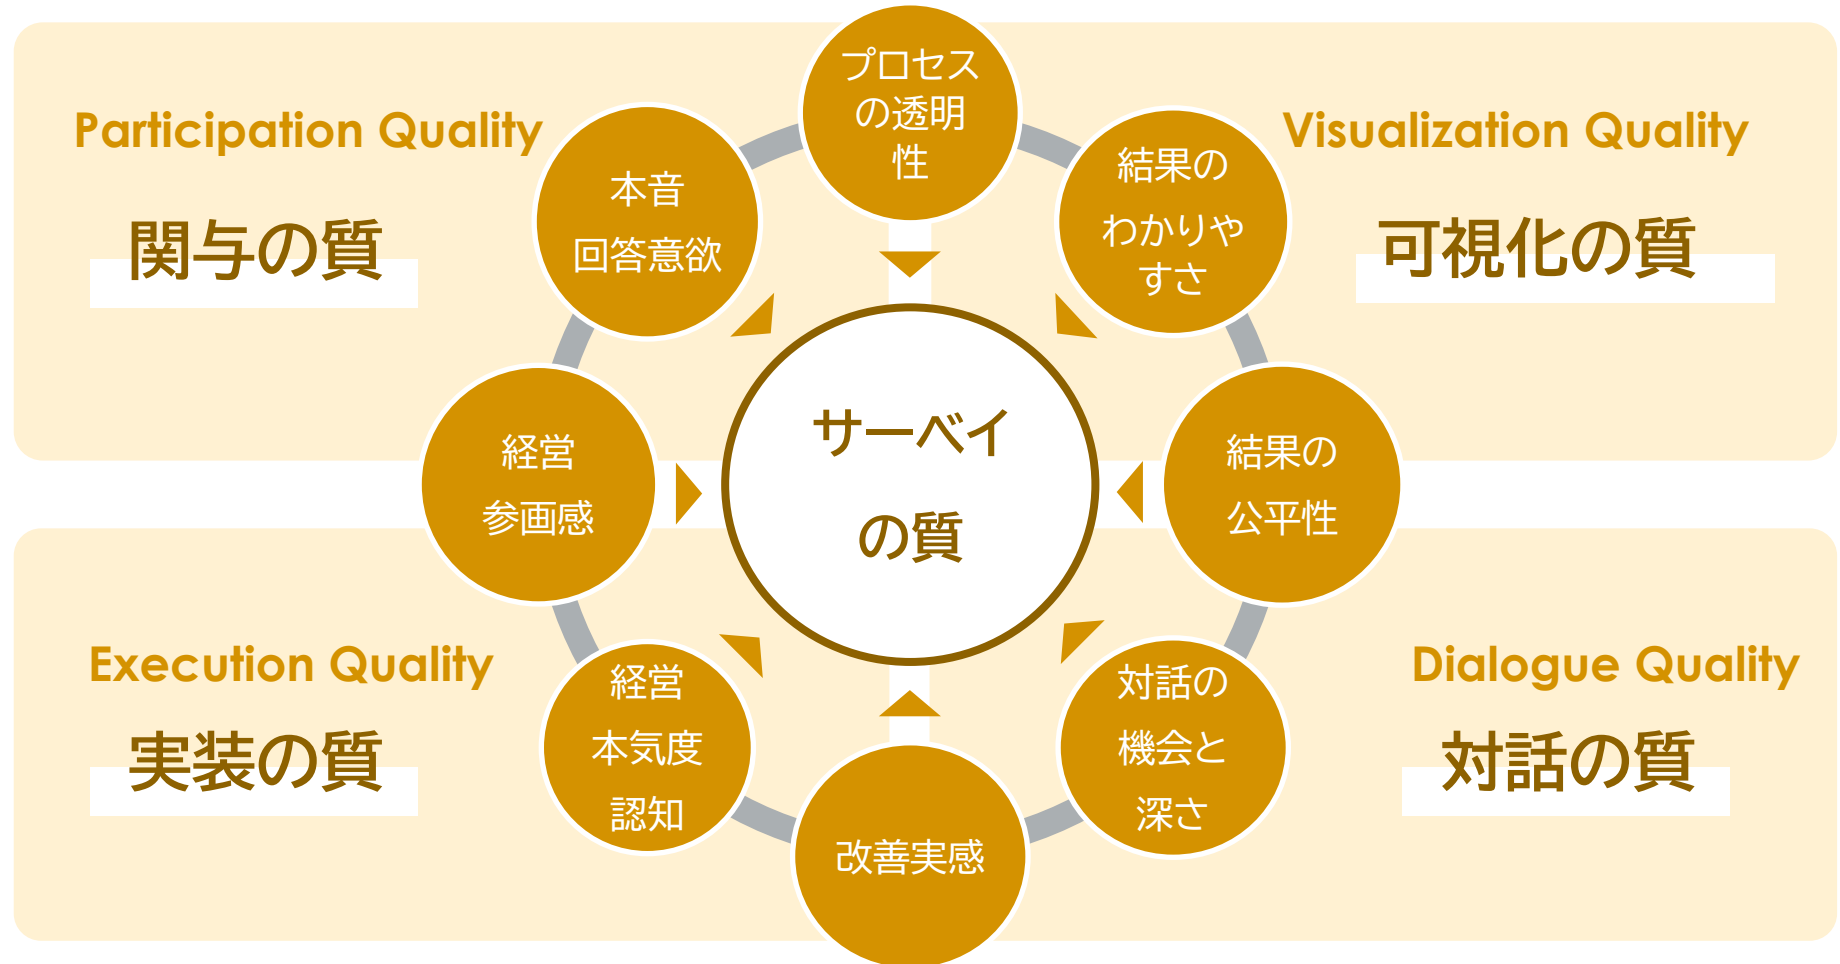 Participation Quality
関与の質
Visualization Quality
可視化の質
プロセス
の透明
性
本音
回答意欲
結果の
わかりや
すさ
経営
参画感
サーベイ
の質
結果の
公平性
Execution Quality
実装の質
経営
本気度
認知
改善実感
対話の
機会と
深さ
Dialogue Quality
対話の質